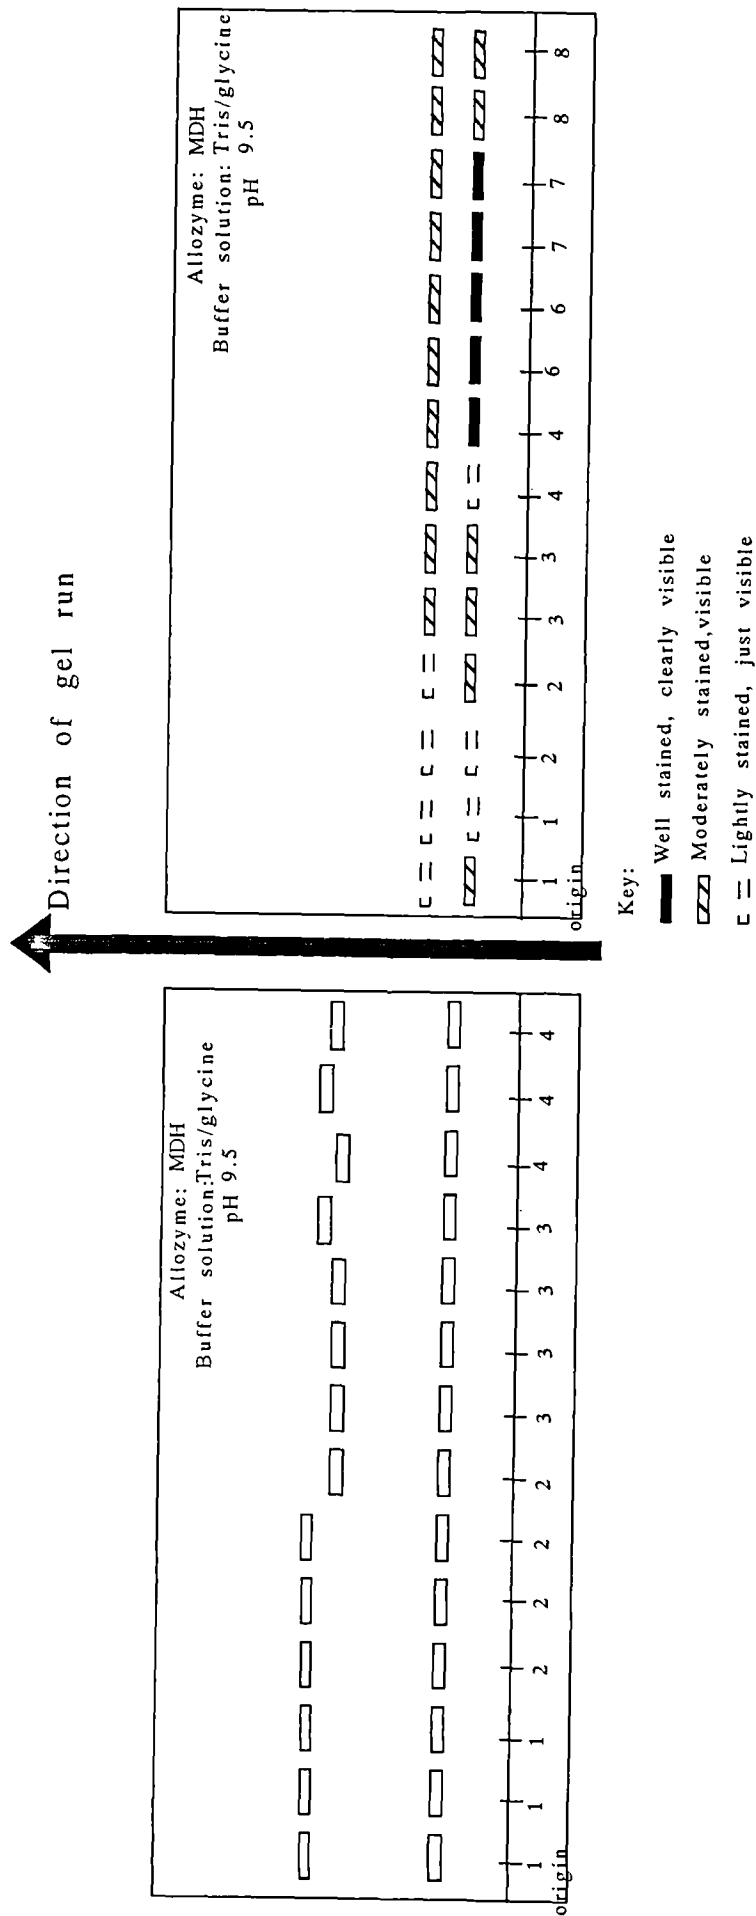 Direction of gel run
Allozyme: MDH
Buffer solution:Tris/glycine
pH 9.5
origin
1 1 1 2 2 2 2 3 3 3 3 4 4 4
Allozyme: MDH
Buffer solution: Tris/glycine
pH 9.5
origin
1 1 2 2 3 3 4 4 6 6 7 7 8 8
Key:
Well stained, clearly visible
Moderately stained,visible
Lightly stained, just visible